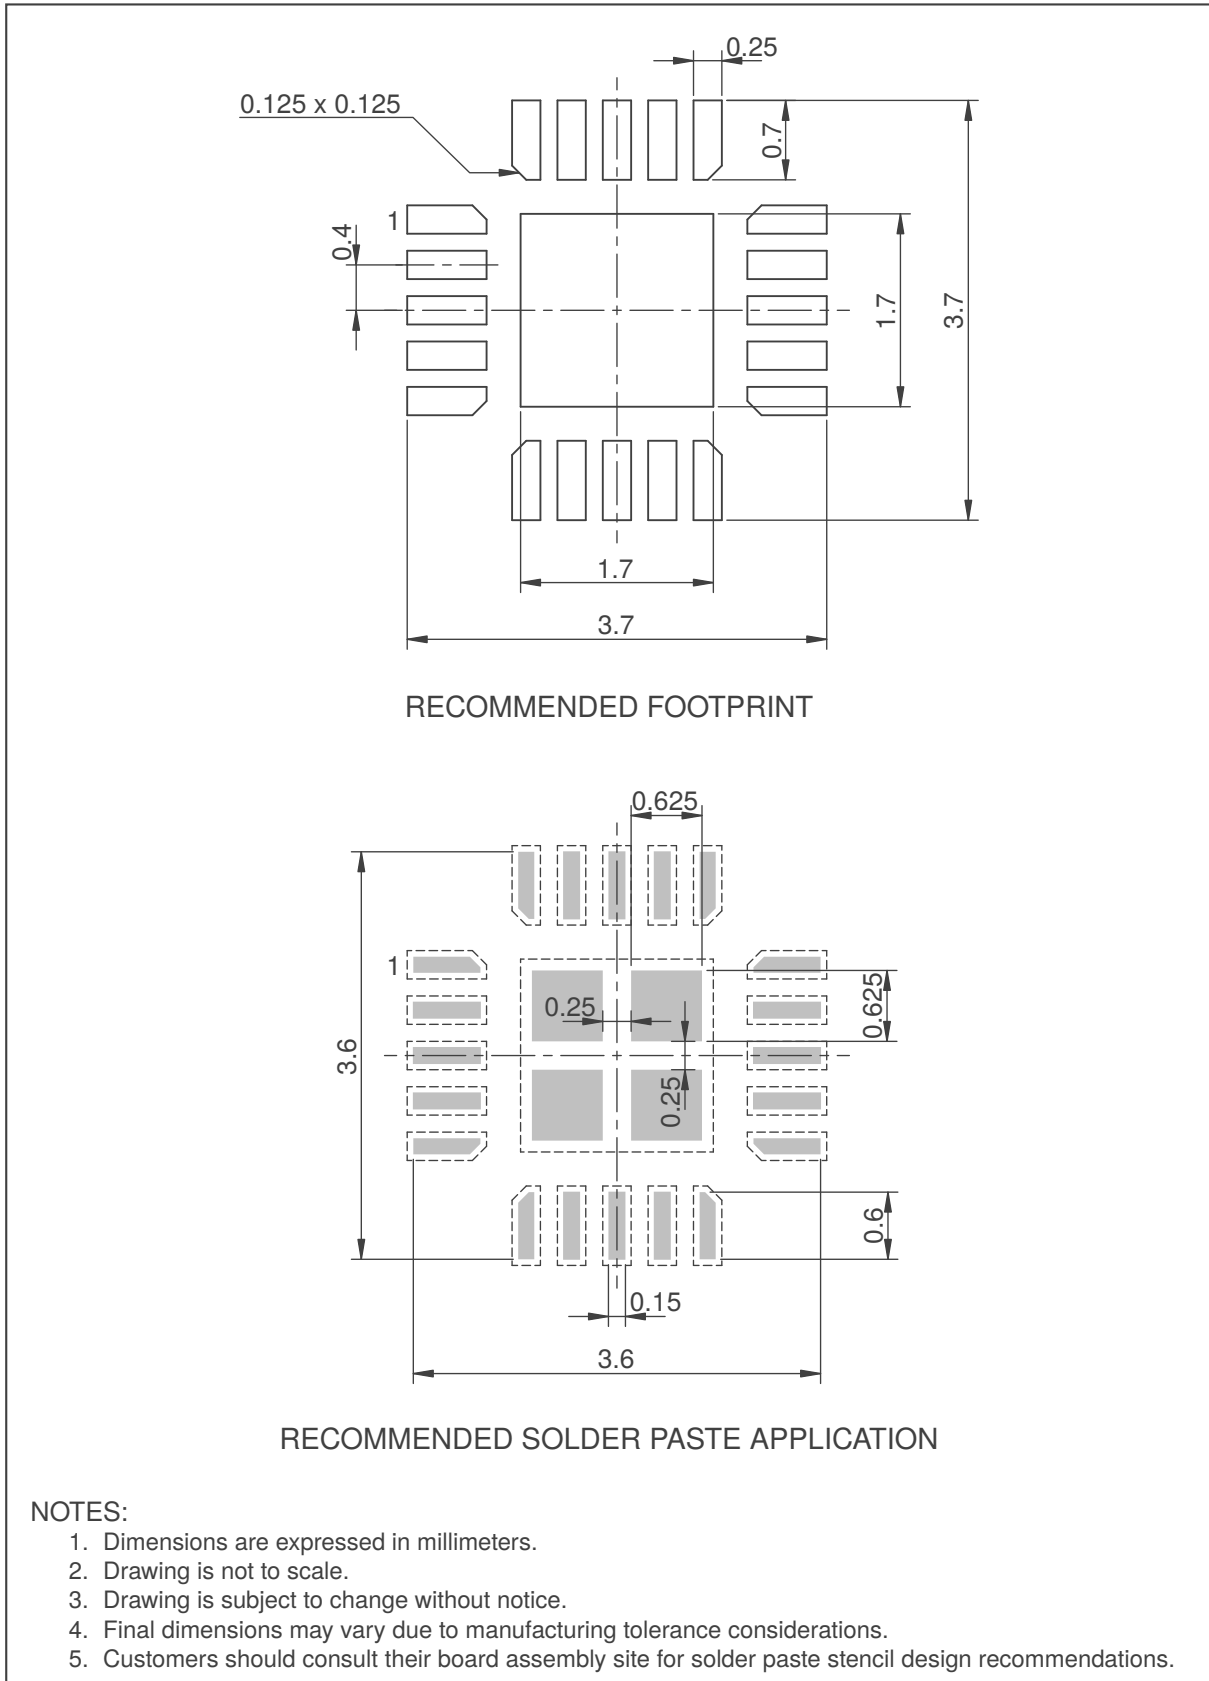 0.25
0.125 x 0.125
0.7
1
0.4
1.7
3.7
1.7
3.7
RECOMMENDED FOOTPRINT
0.625
1
0.25
0.625
3.6
0.25
0.6
0.15
3.6
RECOMMENDED SOLDER PASTE APPLICATION
NOTES:
1. Dimensions are expressed in millimeters.
2. Drawing is not to scale.
3. Drawing is subject to change without notice.
4. Final dimensions may vary due to manufacturing tolerance considerations.
5. Customers should consult their board assembly site for solder paste stencil design recommendations.